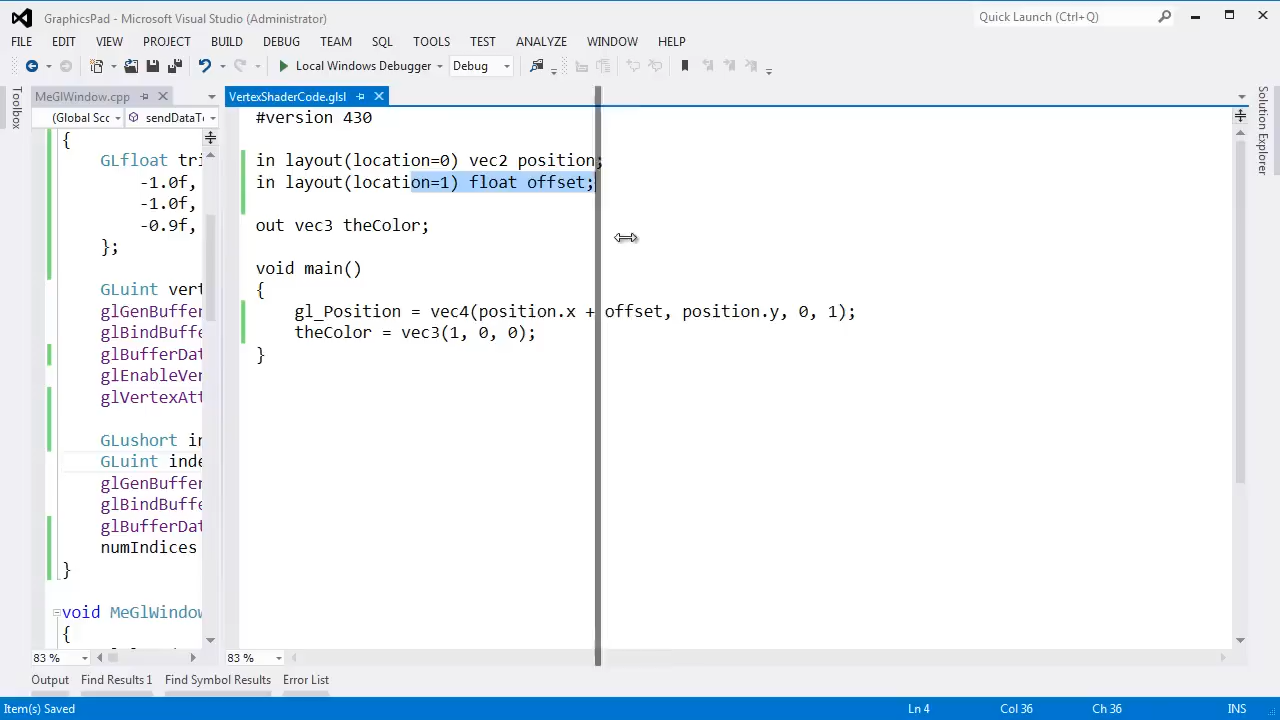 GraphicsPad - Microsoft Visual Studio (Administrator)
Quick Launch (Ctrl+Q)
FILE EDIT VIEW PROJECT BUILD DEBUG TEAM SQL TOOLS TEST ANALYZE WINDOW HELP
Local Windows Debugger Debug
Toolbox
MeGlWindow.cpp
(Global Scc sendDataTc
{
GLfloat tri
-1.0f,
-1.0f,
-0.9f,
};
GLuint vert
glGenBuffer
glBindBuffe
glBufferDat
glEnableVer
glVertexAtt
GLushort in
GLuint inde
glGenBuffer
glBindBuffe
glBufferDat
numIndices
}
void MeGlWindow
{
83 %
VertexShaderCode.glsl
#version 430
in layout(location=0) vec2 position;
in layout(location=1) float offset;
out vec3 theColor;
void main()
{
gl_Position = vec4(position.x + offset, position.y, 0, 1);
theColor = vec3(1, 0, 0);
}
83 %
Solution Explorer
Output Find Results 1 Find Symbol Results Error List
Item(s) Saved Ln 4 Col 36 Ch 36 INS